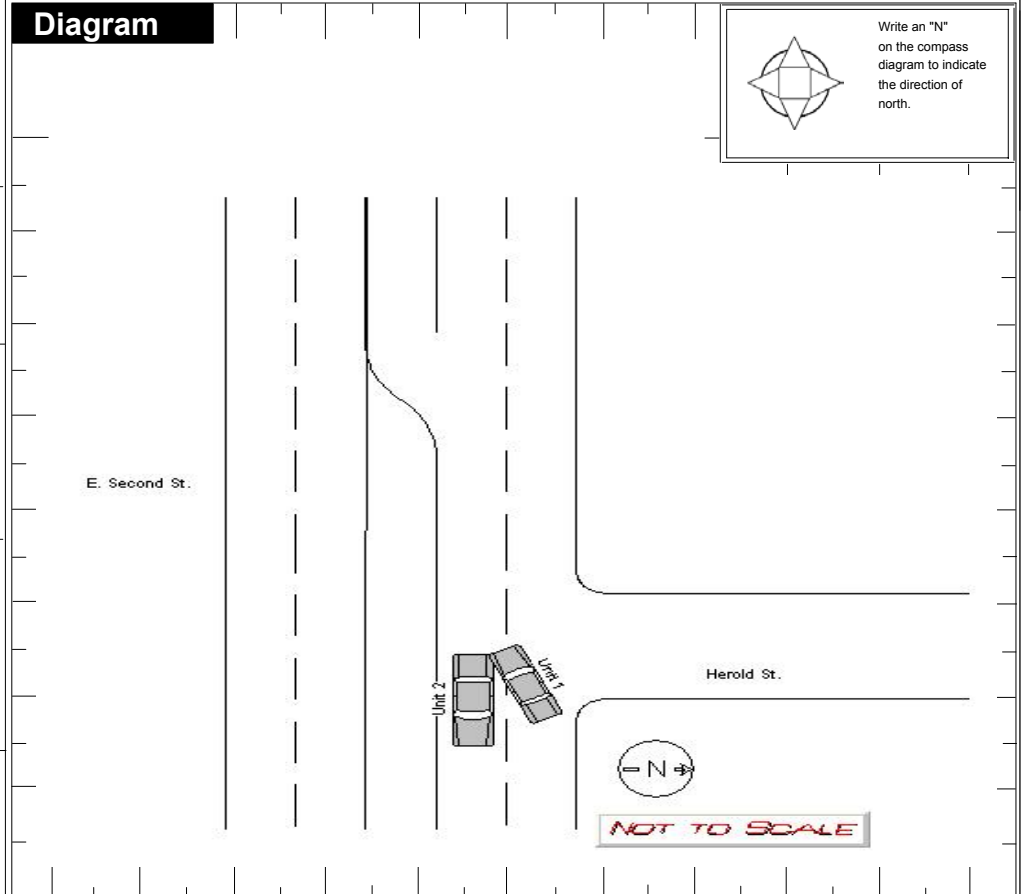 Diagram
Write an "N"
on the compass
diagram to indicate
the direction of
north.
E. Second St.
Unit 2
Unit 1
Herold St.
N
NOT TO SCALE